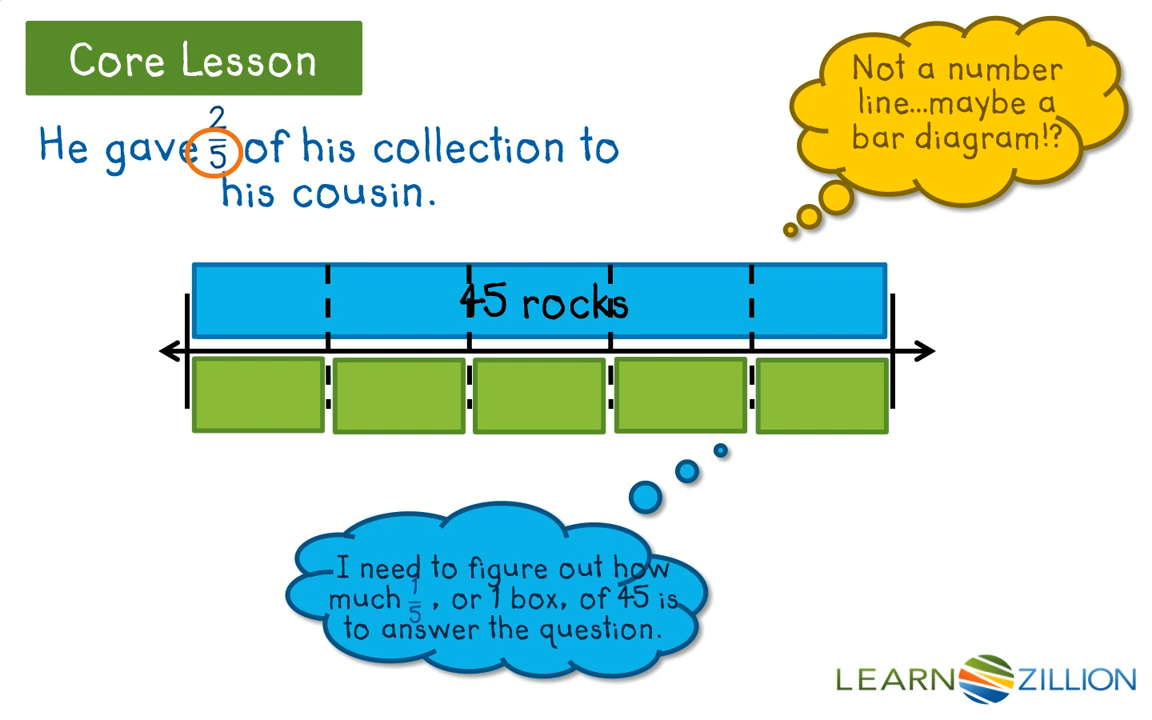 Core Lesson
He gave 2/5 of his collection to
his cousin.
Not a number
line...maybe a
bar diagram!?
45 rocks
I need to figure out how
much 1/5, or 1 box, of 45 is
to answer the question.
LEARN ZILLION